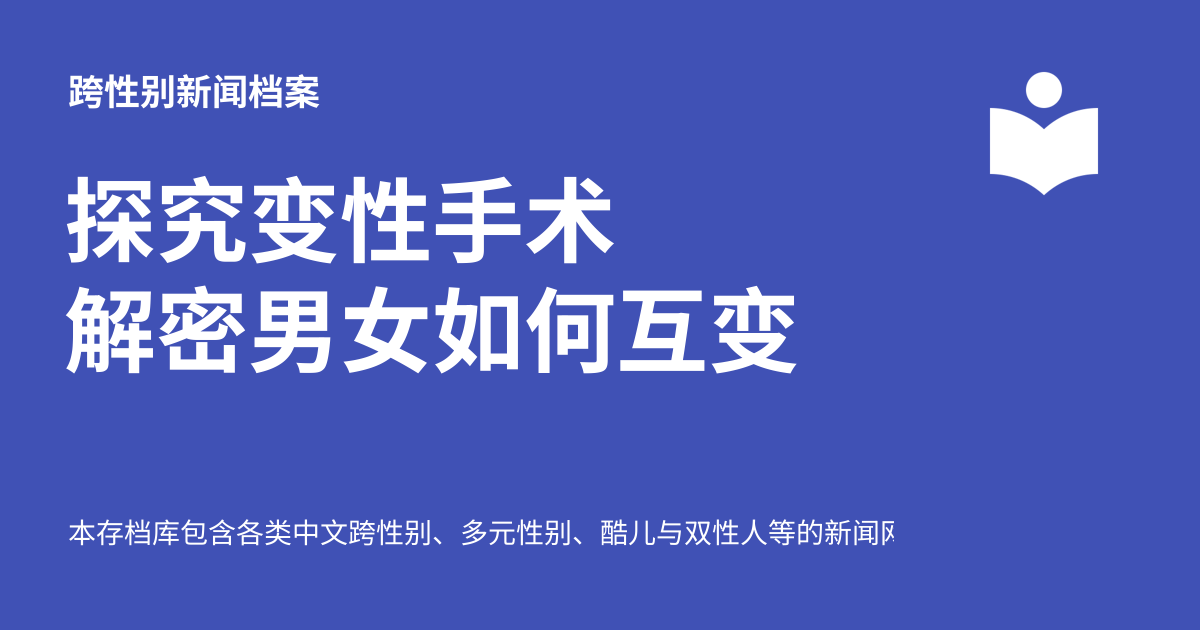 跨性别新闻档案
探究变性手术
解密男女如何互变
本存档库包含各类中文跨性别、多元性别、酷儿与双性人等的新闻